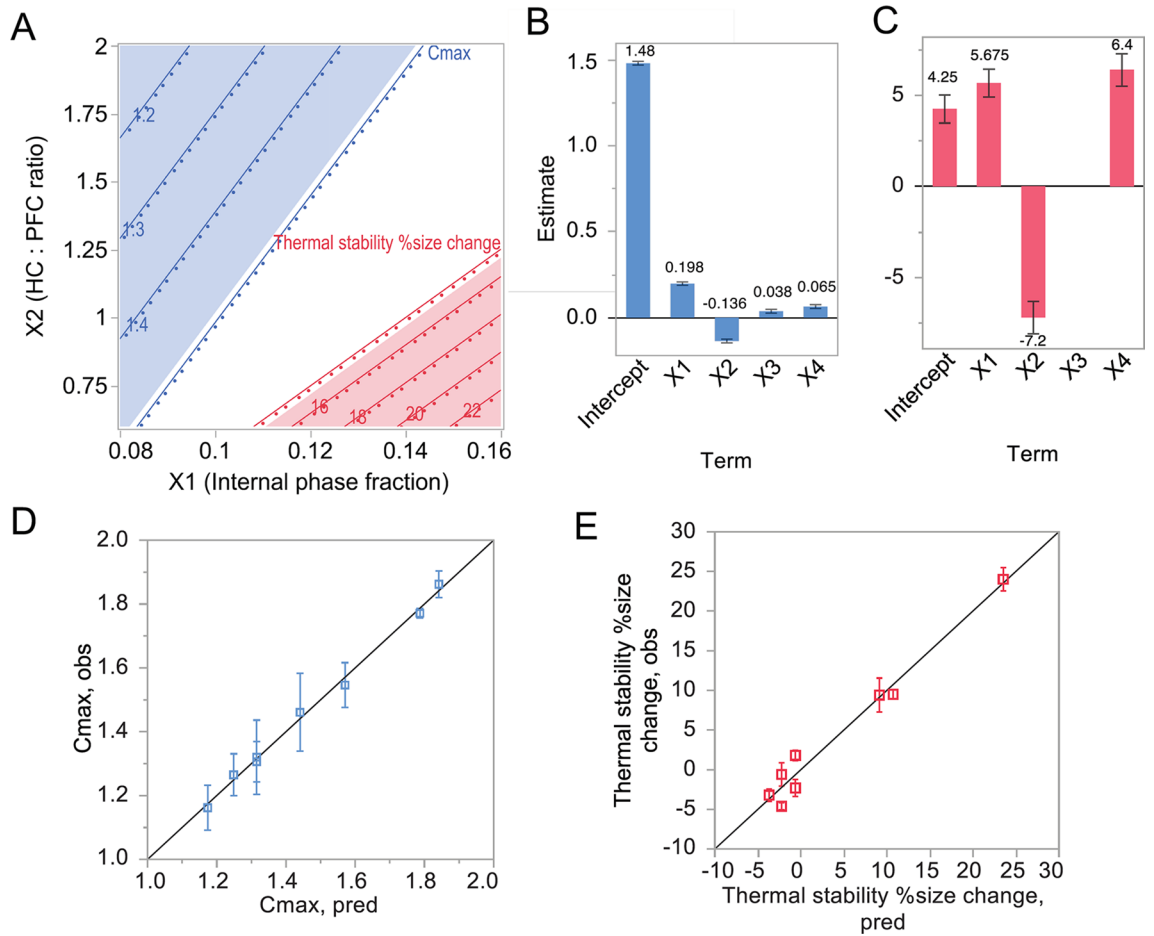 A
2
1.75
1.5
1.25
1
0.75
X2 (HC : PFC ratio)
Cmax
1.2
1.3
1.4
Thermal stability %size change
16
18
20
22
0.08
0.1
0.12
0.14
0.16
X1 (Internal phase fraction)
B
1.5
1.0
0.5
0.0
Estimate
1.48
0.198
-0.136
0.038
0.065
Intercept
X1
X2
X3
X4
Term
C
5
0
-5
4.25
5.675
-7.2
6.4
Intercept
X1
X2
X3
X4
Term
D
2.0
1.8
1.6
1.4
1.2
1.0
Cmax, obs
1.0
1.2
1.4
1.6
1.8
2.0
Cmax, pred
E
30
25
20
15
10
5
0
-5
-10
Thermal stability %size
change, obs
-10
-5
0
5
10
15
20
25
30
Thermal stability %size change,
pred